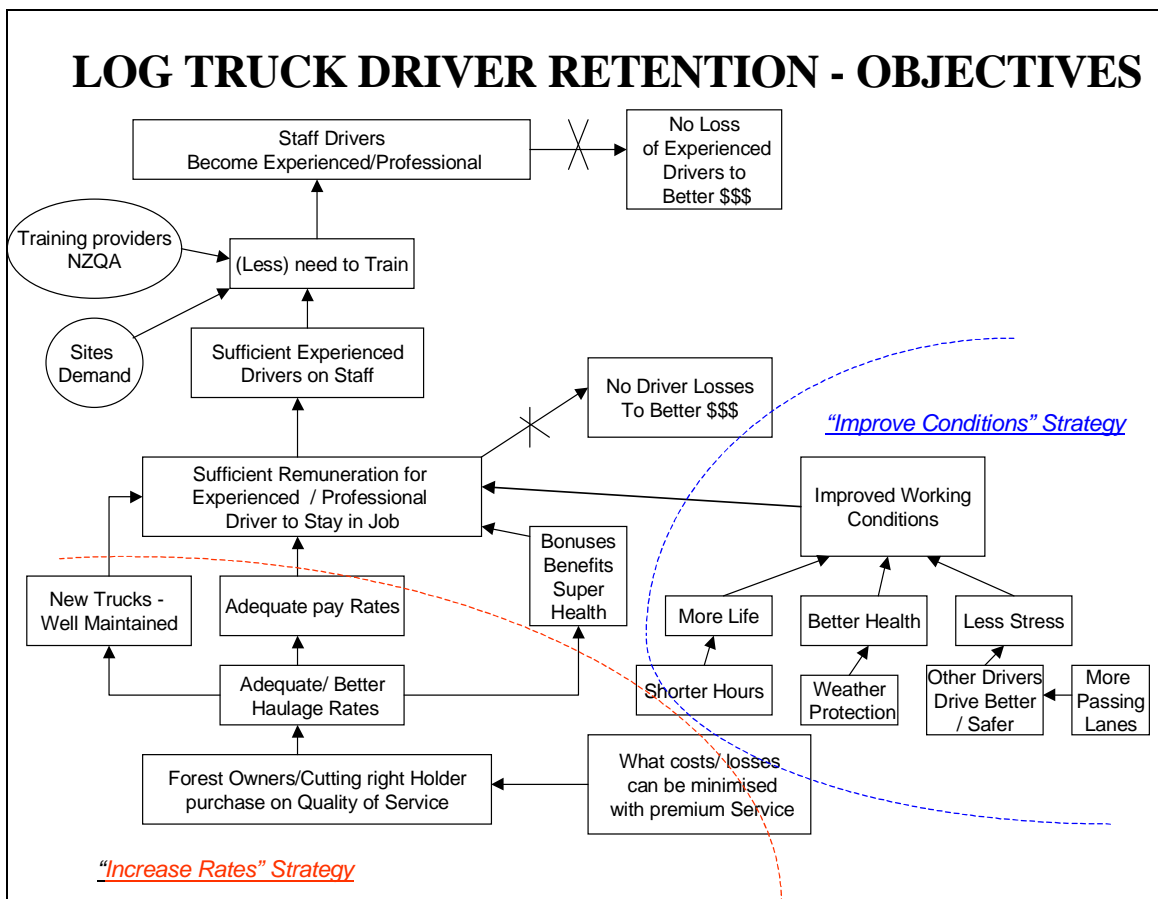 LOG TRUCK DRIVER RETENTION - OBJECTIVES
Staff Drivers
Become Experienced/Professional
No Loss
of Experienced
Drivers to
Better $$$
Training providers
NZQA
(Less) need to Train
Sites
Demand
Sufficient Experienced
Drivers on Staff
No Driver Losses
To Better $$$
"Improve Conditions" Strategy
Sufficient Remuneration for
Experienced / Professional
Driver to Stay in Job
Improved Working
Conditions
Bonuses
Benefits
Super
Health
New Trucks -
Well Maintained
Adequate pay Rates
More Life
Better Health
Less Stress
Adequate/ Better
Haulage Rates
Shorter Hours
Weather
Protection
Other Drivers
Drive Better
/ Safer
More
Passing
Lanes
Forest Owners/Cutting right Holder
purchase on Quality of Service
What costs/ losses
can be minimised
with premium Service
"Increase Rates" Strategy